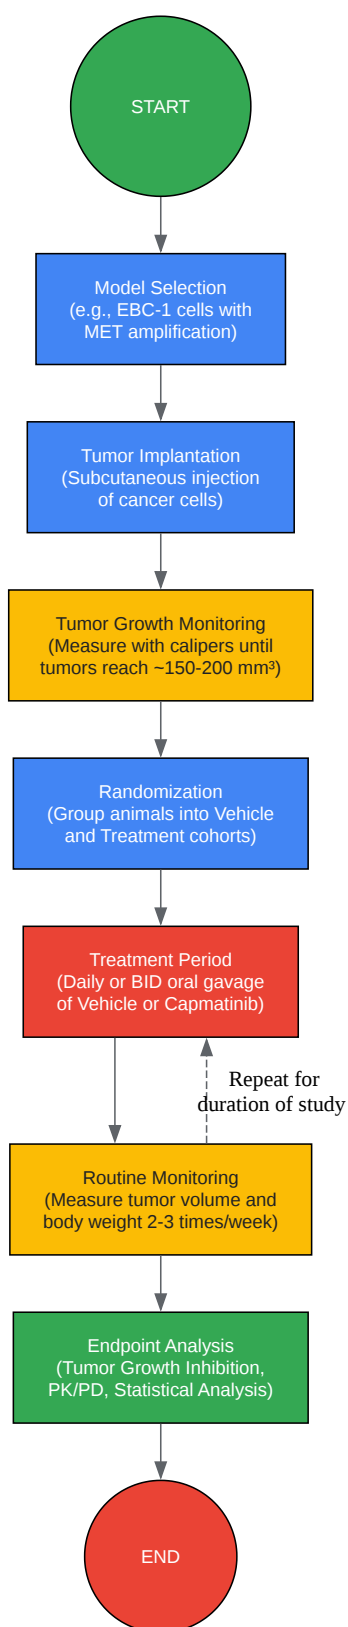 START
Model Selection
(e.g., EBC-1 cells with
MET amplification)
Tumor Implantation
(Subcutaneous injection
of cancer cells)
Tumor Growth Monitoring
(Measure with calipers until
tumors reach ~150-200 mm³)
Randomization
(Group animals into Vehicle
and Treatment cohorts)
Treatment Period
(Daily or BID oral gavage
of Vehicle or Capmatinib)
Repeat for
duration of study
Routine Monitoring
(Measure tumor volume and
body weight 2-3 times/week)
Endpoint Analysis
(Tumor Growth Inhibition,
PK/PD, Statistical Analysis)
END